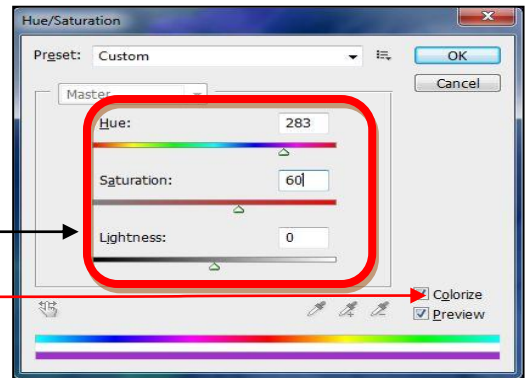 Hue/Saturation
Preset: Custom
OK
Cancel
Master
Hue: 283
Saturation: 60
Lightness: 0
Colorize
Preview